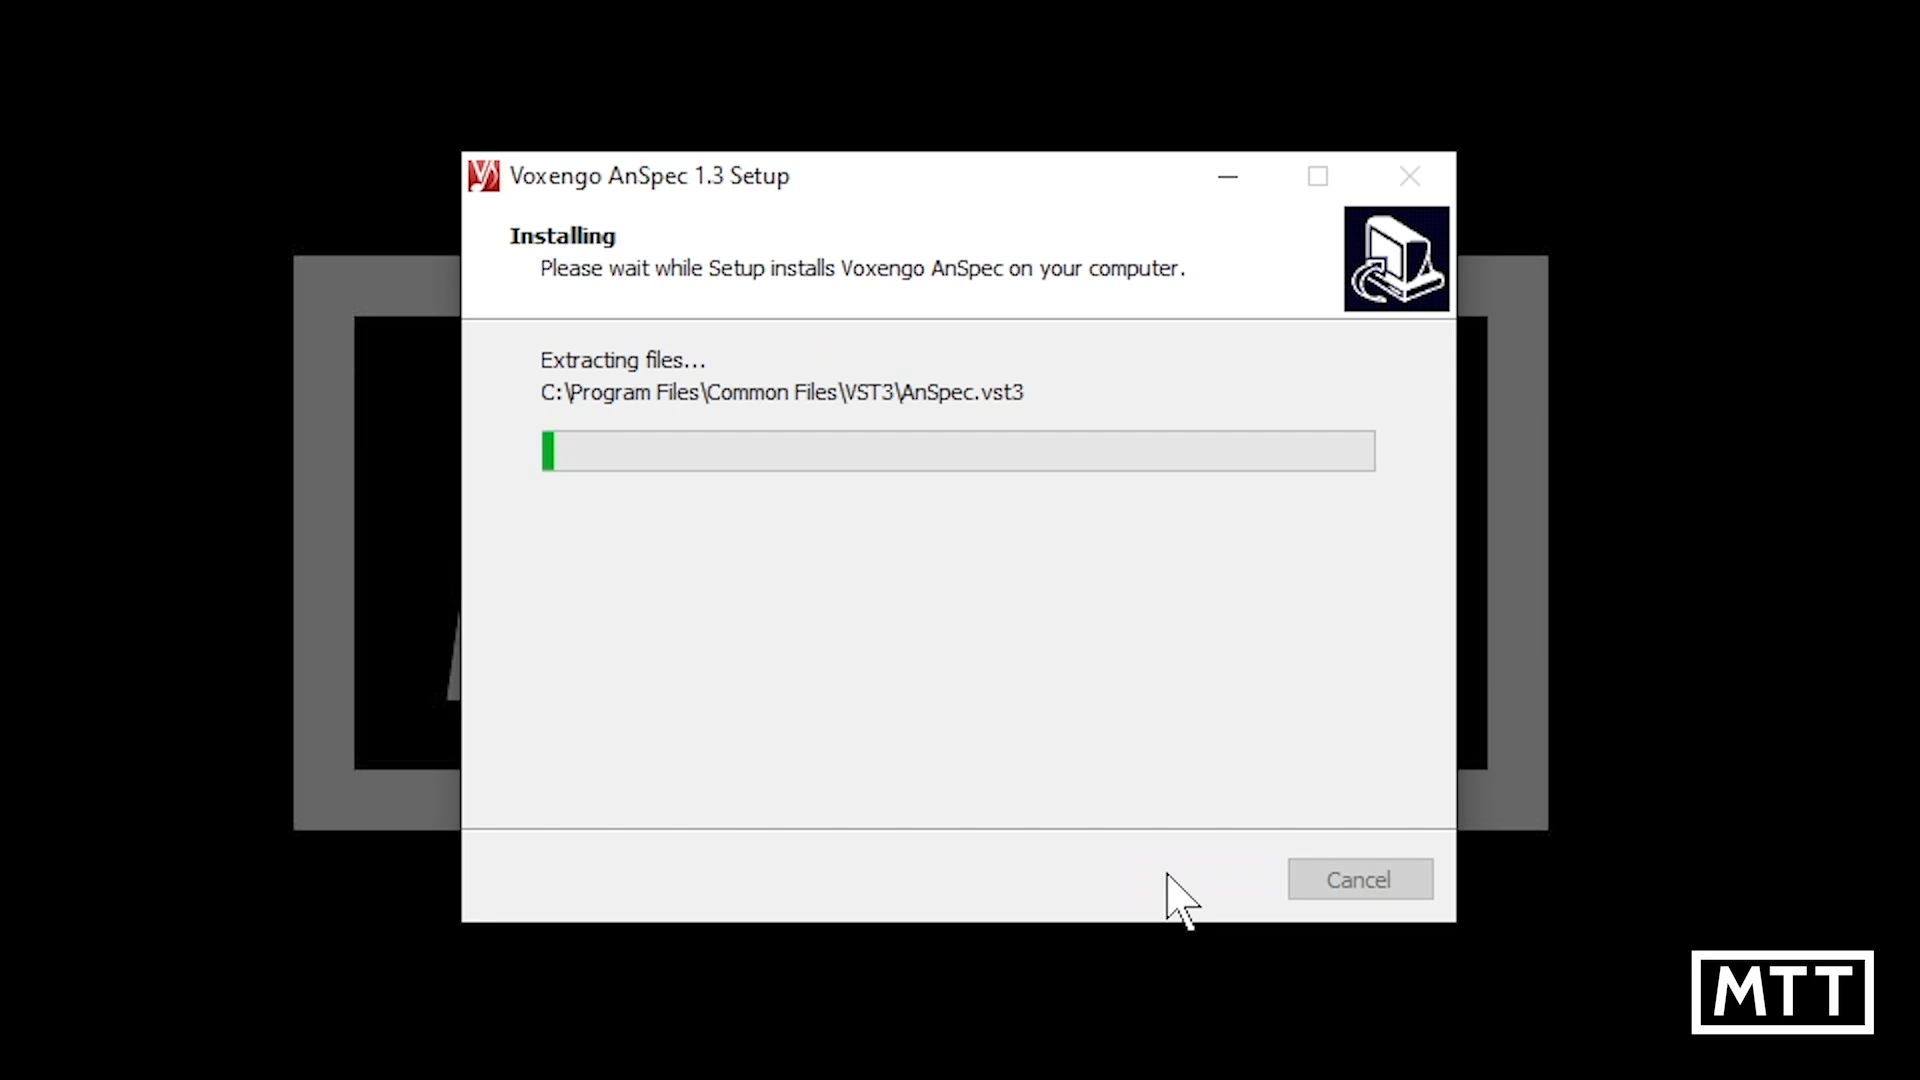 Voxengo AnSpec 1.3 Setup
Installing
Please wait while Setup installs Voxengo AnSpec on your computer.
Extracting files...
C:\Program Files\Common Files\VST3\AnSpec.vst3
Cancel
MTT